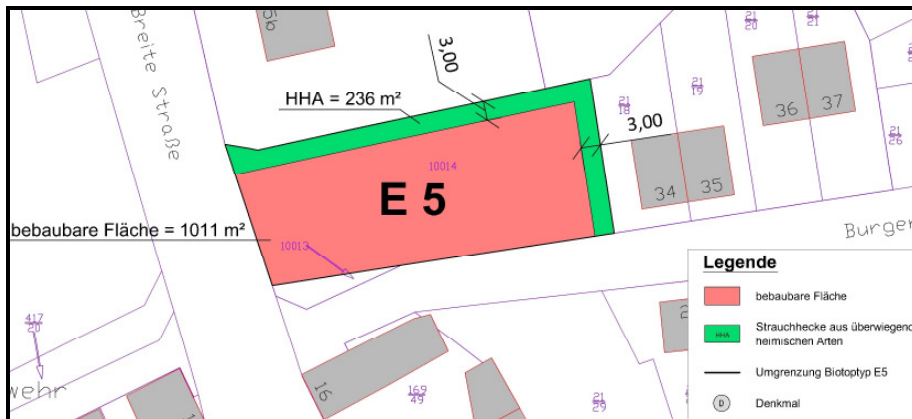 5b
Breite Straße
3,00
HHA = 236 m²
21
20
21
21
21
19
21
18
36
37
21
26
3,00
10014
E 5
34
35
bebaubare Fläche = 1011 m²
10013
Burger
Legende
bebaubare Fläche
HHA
Strauchhecke aus überwiegend
heimischen Arten
Umgrenzung Biotoptyp E5
D
Denkmal
417
20
wehr
16
169
49
21
29